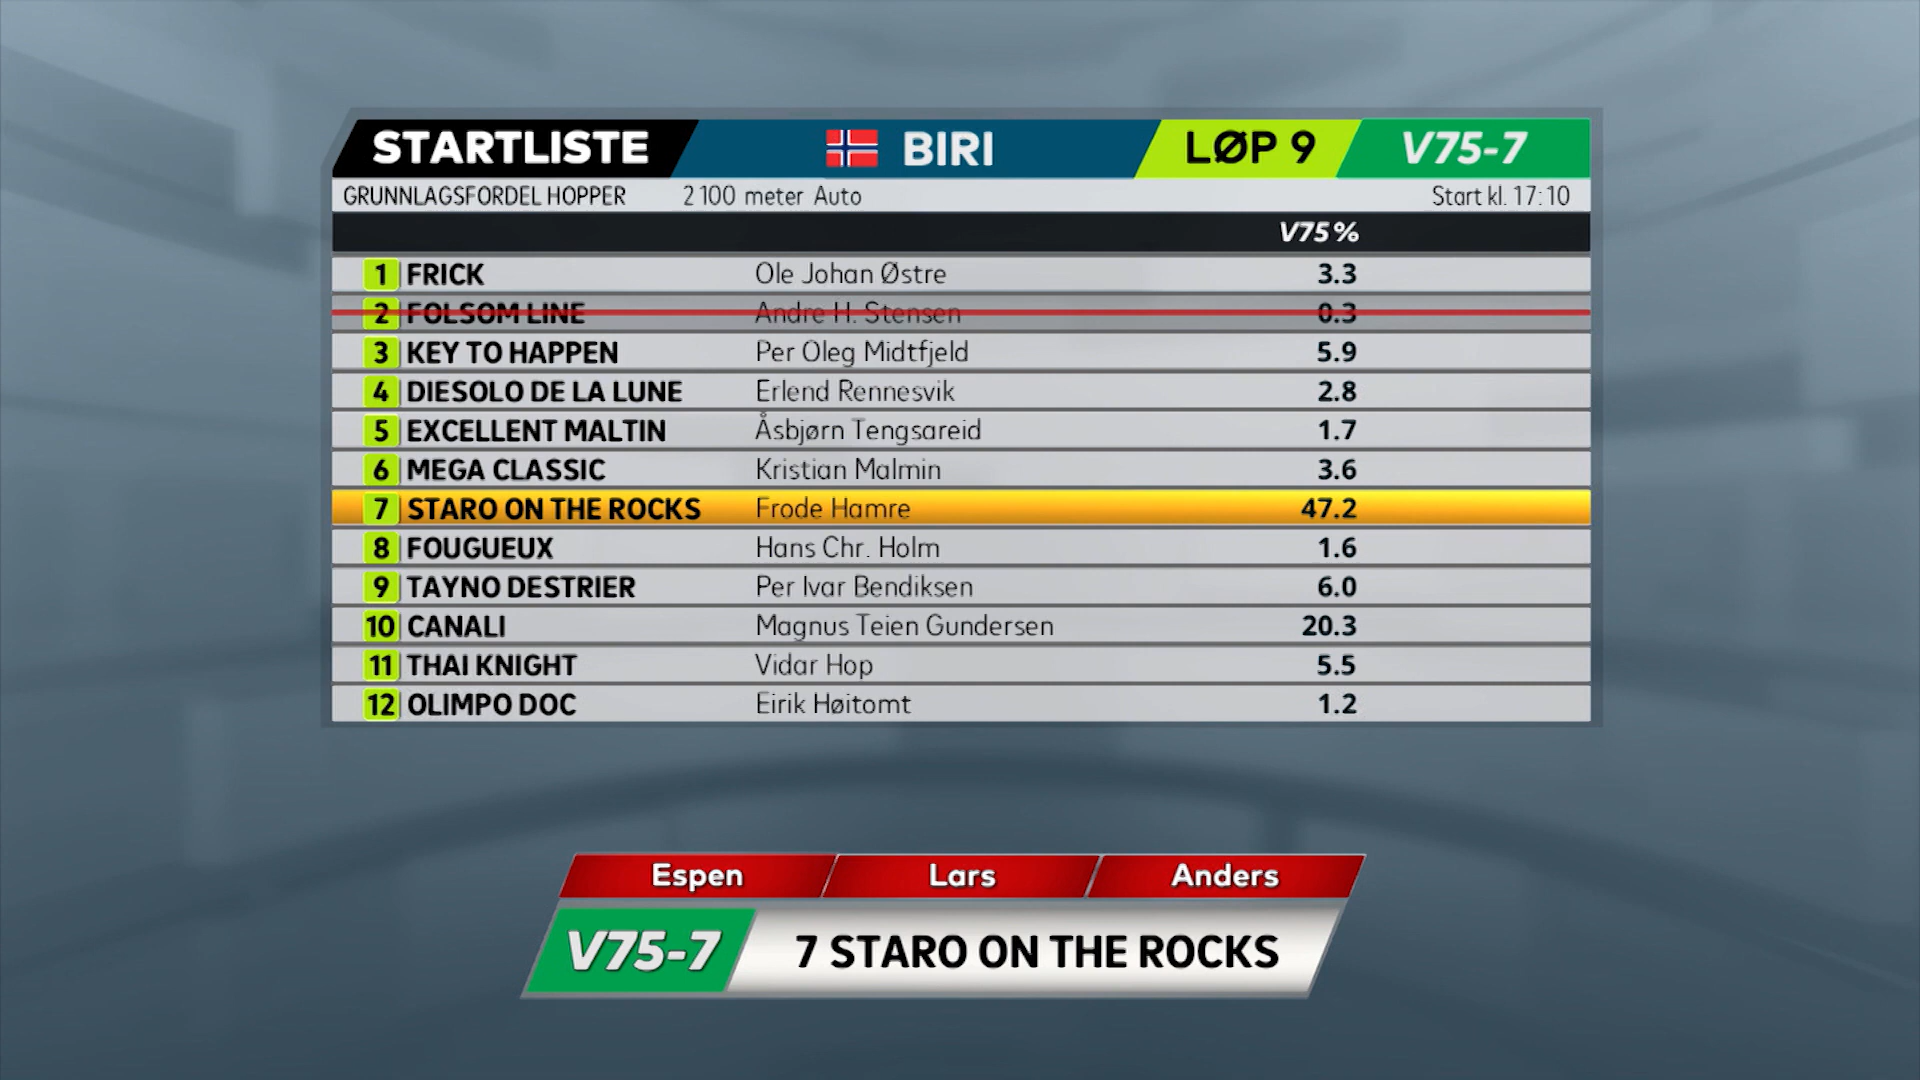 STARTLISTE BIRI LØP 9 V75-7
GRUNNLAGSFORDEL HOPPER 2100 meter Auto Start kl. 17:10
V75%
1 FRICK Ole Johan Østre 3.3
2 FOLSOM LINE Andre H. Stensen 0.3
3 KEY TO HAPPEN Per Oleg Midtfjeld 5.9
4 DIESOLO DE LA LUNE Erlend Rennesvik 2.8
5 EXCELLENT MALTIN Åsbjørn Tengsareid 1.7
6 MEGA CLASSIC Kristian Malmin 3.6
7 STARO ON THE ROCKS Frode Hamre 47.2
8 FOUGUEUX Hans Chr. Holm 1.6
9 TAYNO DESTRIER Per Ivar Bendiksen 6.0
10 CANALI Magnus Teien Gundersen 20.3
11 THAI KNIGHT Vidar Hop 5.5
12 OLIMPO DOC Eirik Høitomt 1.2
Espen Lars Anders
V75-7 7 STARO ON THE ROCKS